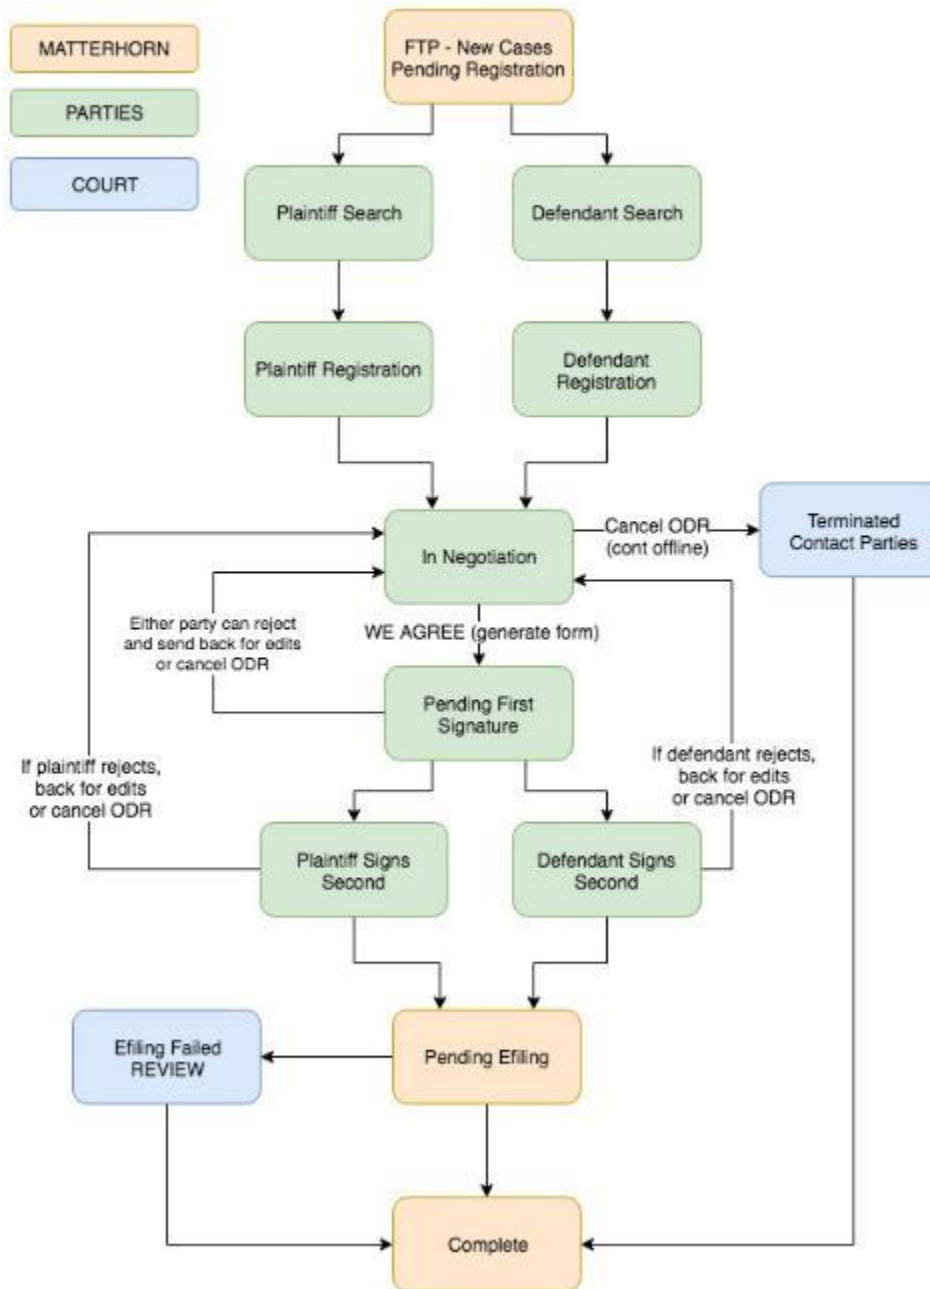 MATTERHORN
PARTIES
COURT
FTP - New Cases
Pending Registration
Plaintiff Search
Defendant Search
Plaintiff Registration
Defendant
Registration
In Negotiation
Cancel ODR
(cont offline)
Terminated
Contact Parties
Either party can reject
and send back for edits
or cancel ODR
WE AGREE (generate form)
Pending First
Signature
If plaintiff rejects,
back for edits
or cancel ODR
If defendant rejects,
back for edits
or cancel ODR
Plaintiff Signs
Second
Defendant Signs
Second
Efiling Failed
REVIEW
Pending Efiling
Complete